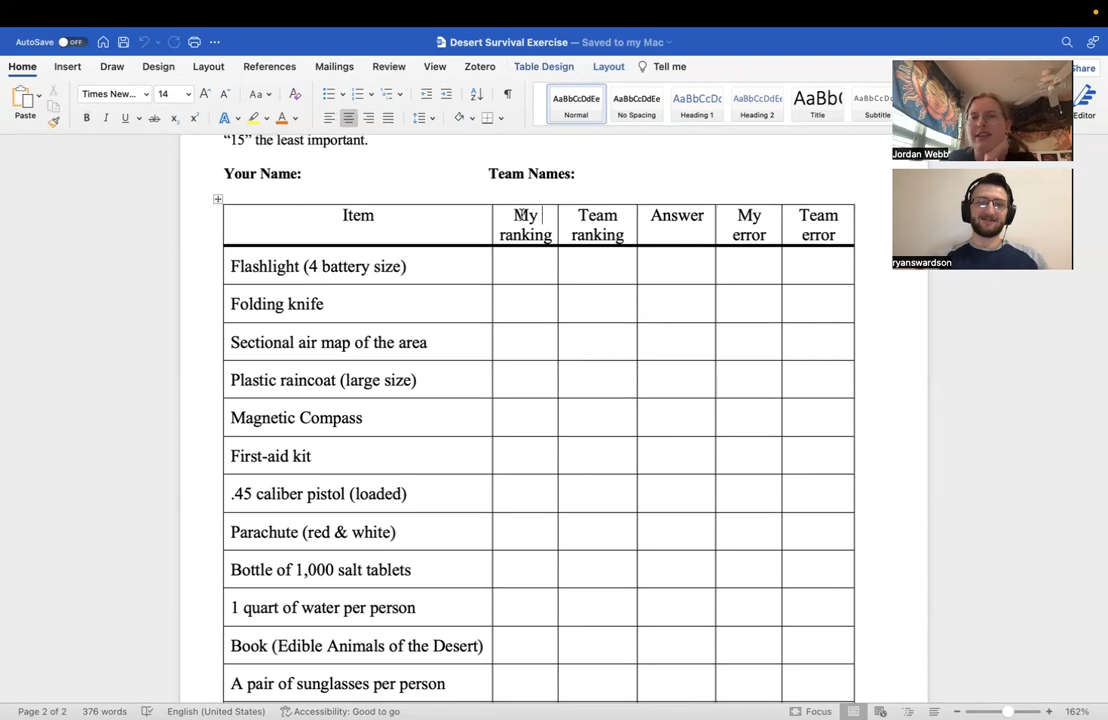 AutoSave OFF
Desert Survival Exercise — Saved to my Mac
Home Insert Draw Design Layout References Mailings Review View Zotero Table Design Layout Tell me
Share
Paste
Times New... 14
Aa
AaBbCcDdEe AaBbCcDdEe AaBbCcDc AaBbCcDdEe AaBbC AaBbCcDd
Normal No Spacing Heading 1 Heading 2 Title Subtitle
Editor
Jordan Webb
ryanswardson
“15” the least important.
Your Name: Team Names:
Item My ranking Team ranking Answer My error Team error
Flashlight (4 battery size)
Folding knife
Sectional air map of the area
Plastic raincoat (large size)
Magnetic Compass
First-aid kit
.45 caliber pistol (loaded)
Parachute (red & white)
Bottle of 1,000 salt tablets
1 quart of water per person
Book (Edible Animals of the Desert)
A pair of sunglasses per person
Page 2 of 2 376 words English (United States) Accessibility: Good to go Focus 162%